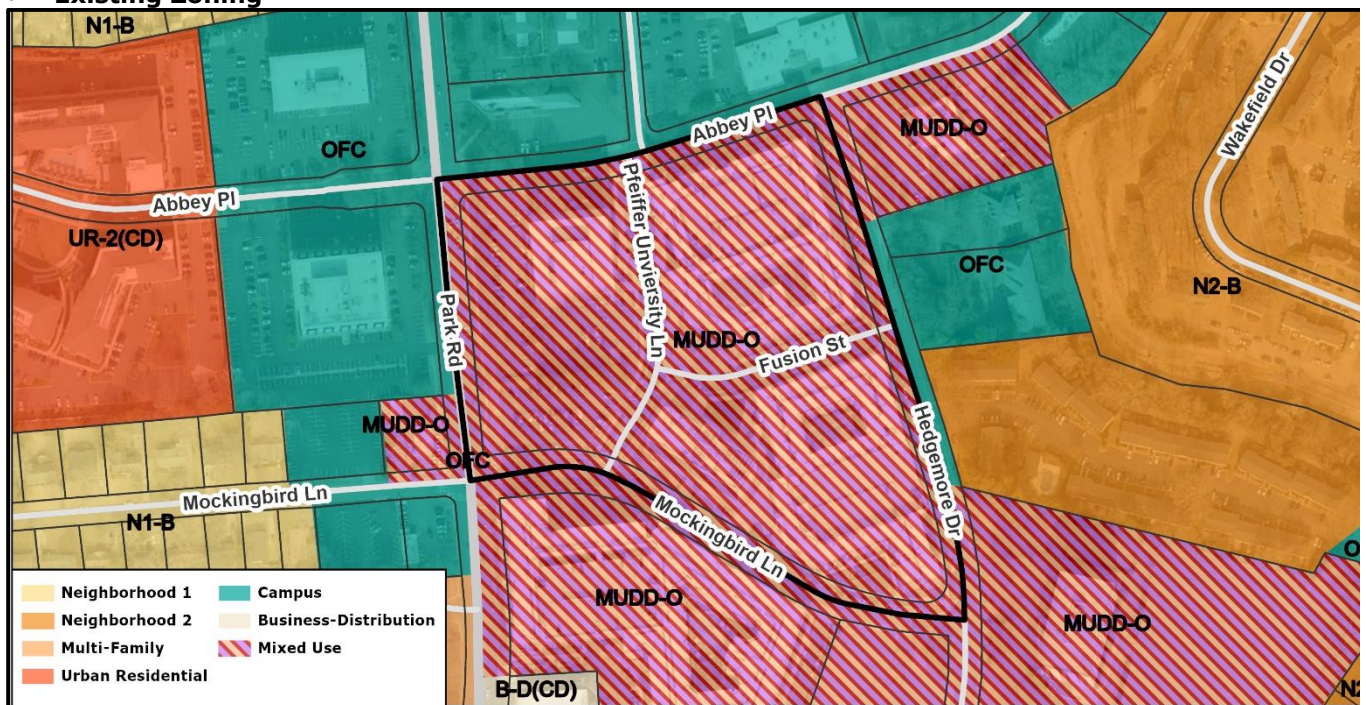 Existing Zoning
N1-B
OFC
Abbey Pl
Abbey Pl
MUDD-O
Wakefield Dr
UR-2(CD)
Pfeiffer Unviersity Ln
OFC
N2-B
Park Rd
MUDD-O
Fusion St
MUDD-O
OFC
Hedgemore Dr
Mockingbird Ln
N1-B
Mockingbird Ln
MUDD-O
MUDD-O
B-D(CD)
Neighborhood 1
Neighborhood 2
Multi-Family
Urban Residential
Campus
Business-Distribution
Mixed Use